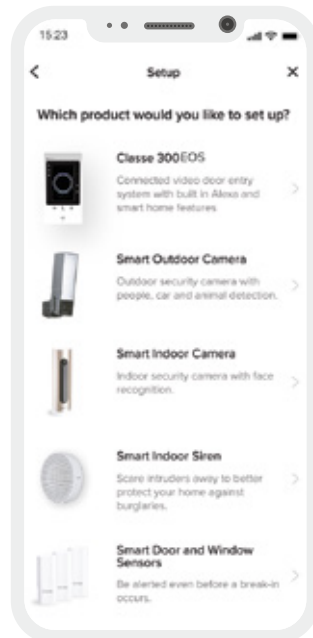 15:23
Setup
Which product would you like to set up?
Classe 300EOS
Connected video door entry
system with built in Alexa and
smart home features.
Smart Outdoor Camera
Outdoor security camera with
people, car and animal detection.
Smart Indoor Camera
Indoor security camera with face
recognition.
Smart Indoor Siren
Scare intruders away to better
protect your home against
burglaries.
Smart Door and Window
Sensors
Be alerted even before a break-in
occurs.